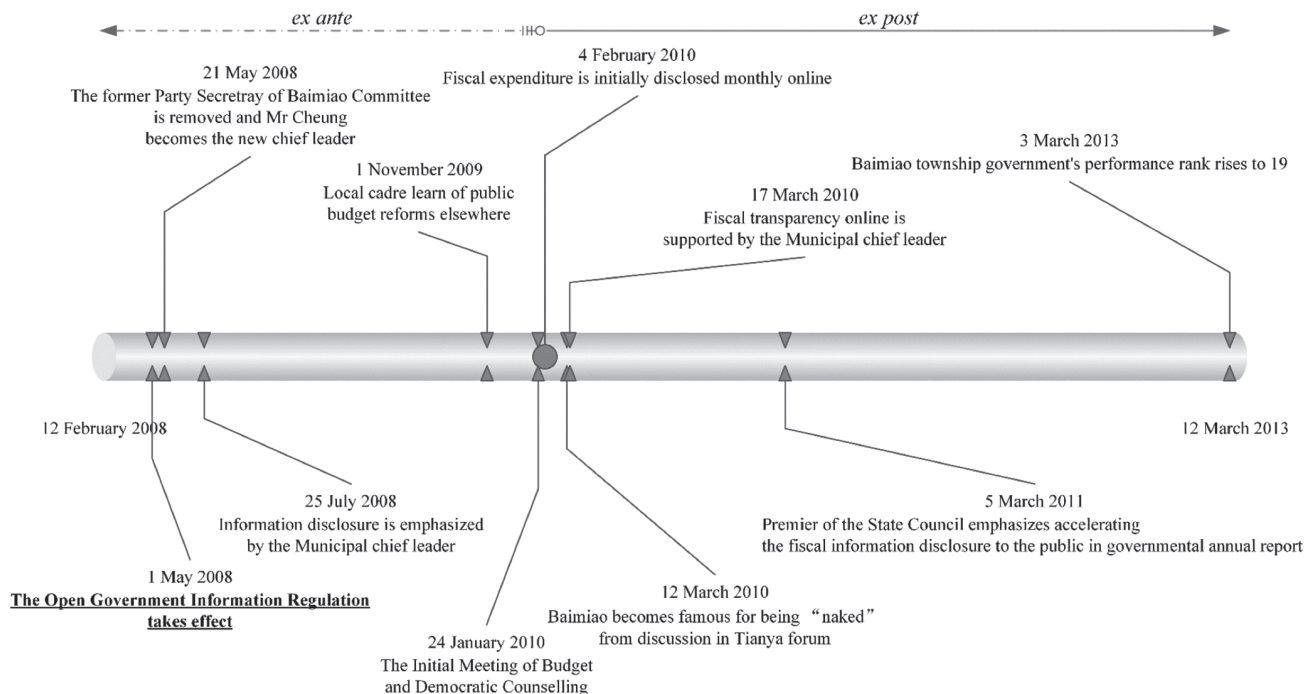 ex ante
ex post
4 February 2010
Fiscal expenditure is initially disclosed monthly online
21 May 2008
The former Party Secretray of Baimiao Committee
is removed and Mr Cheung
becomes the new chief leader
3 March 2013
Baimiao township government's performance rank rises to 19
1 November 2009
Local cadre learn of public
budget reforms elsewhere
17 March 2010
Fiscal transparency online is
supported by the Municipal chief leader
12 February 2008
12 March 2013
25 July 2008
Information disclosure is emphasized
by the Municipal chief leader
5 March 2011
Premier of the State Council emphasizes accelerating
the fiscal information disclosure to the public in governmental annual report
1 May 2008
The Open Government Information Regulation
takes effect
12 March 2010
Baimiao becomes famous for being “naked”
from discussion in Tianya forum
24 January 2010
The Initial Meeting of Budget
and Democratic Counselling